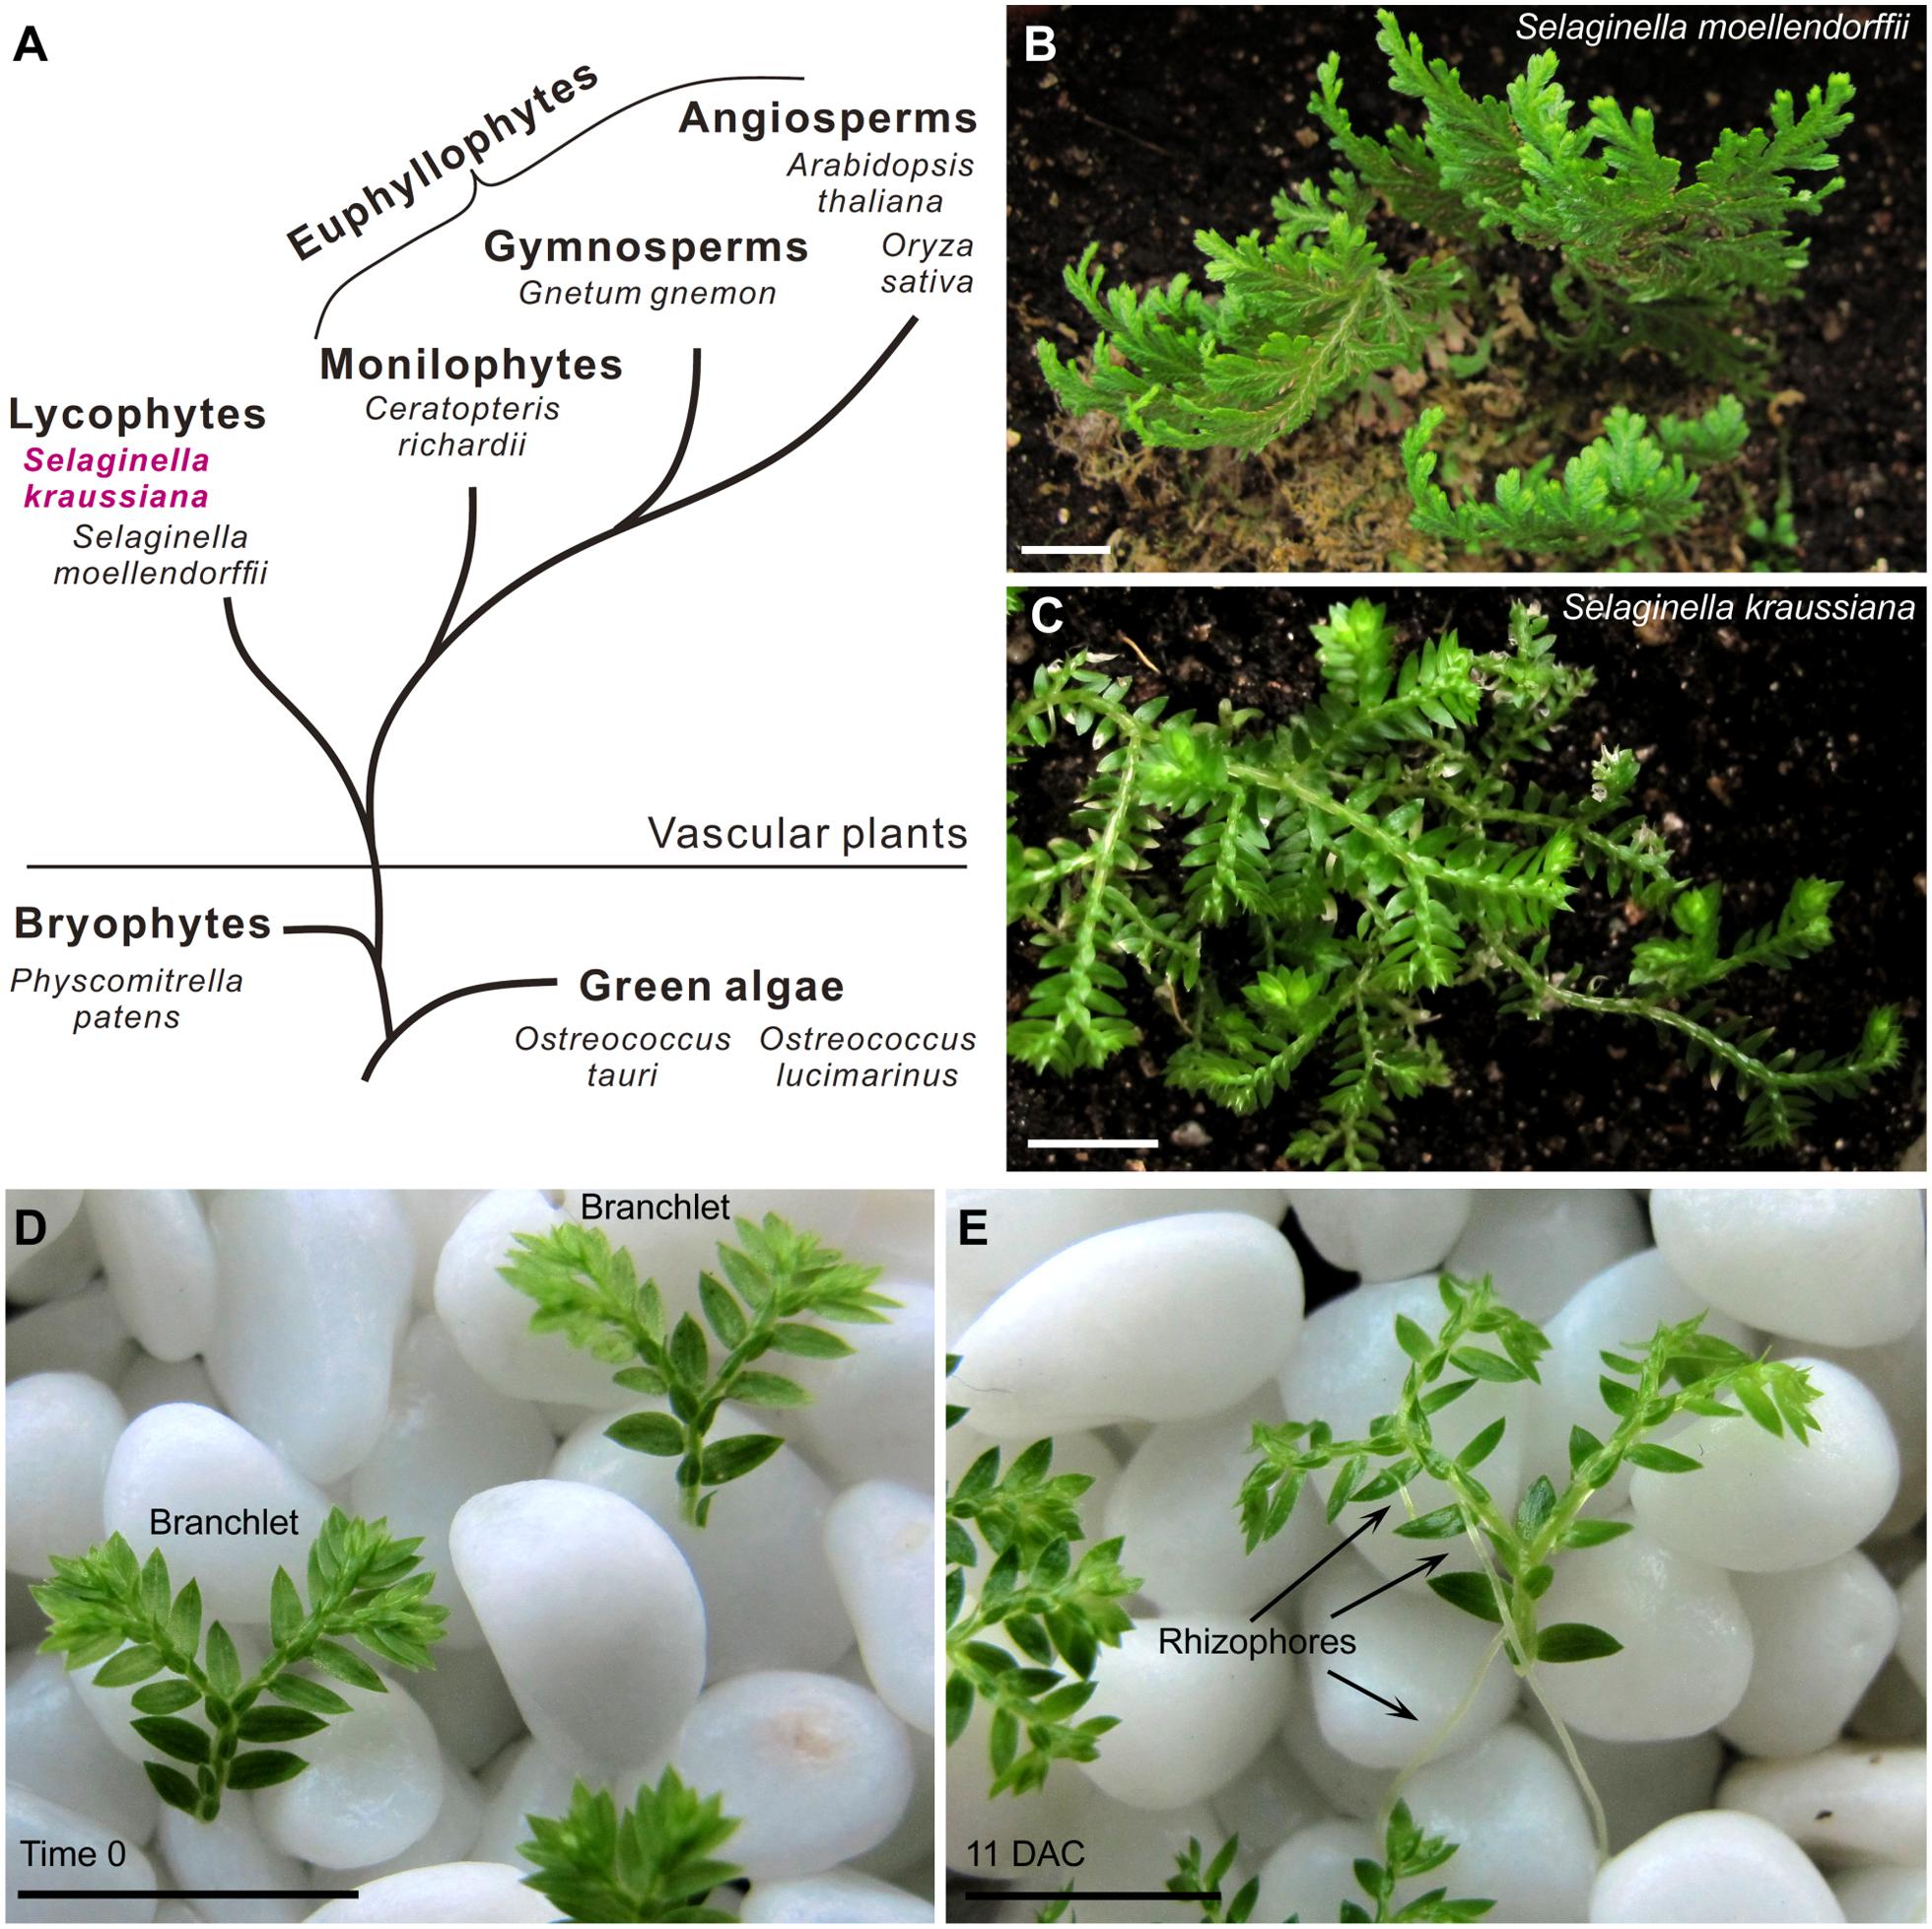 A
Euphyllophytes
Angiosperms
Arabidopsis
thaliana
Oryza
sativa
Gymnosperms
Gnetum gnemon
Monilophytes
Ceratopteris
richardii
Lycophytes
Selaginella
kraussiana
Selaginella
moellendorffii
Vascular plants
Bryophytes
Physcomitrella
patens
Green algae
Ostreococcus
tauri
Ostreococcus
lucimarinus
B
Selaginella moellendorffii
C
Selaginella kraussiana
D
Branchlet
Branchlet
Time 0
E
Rhizophores
11 DAC